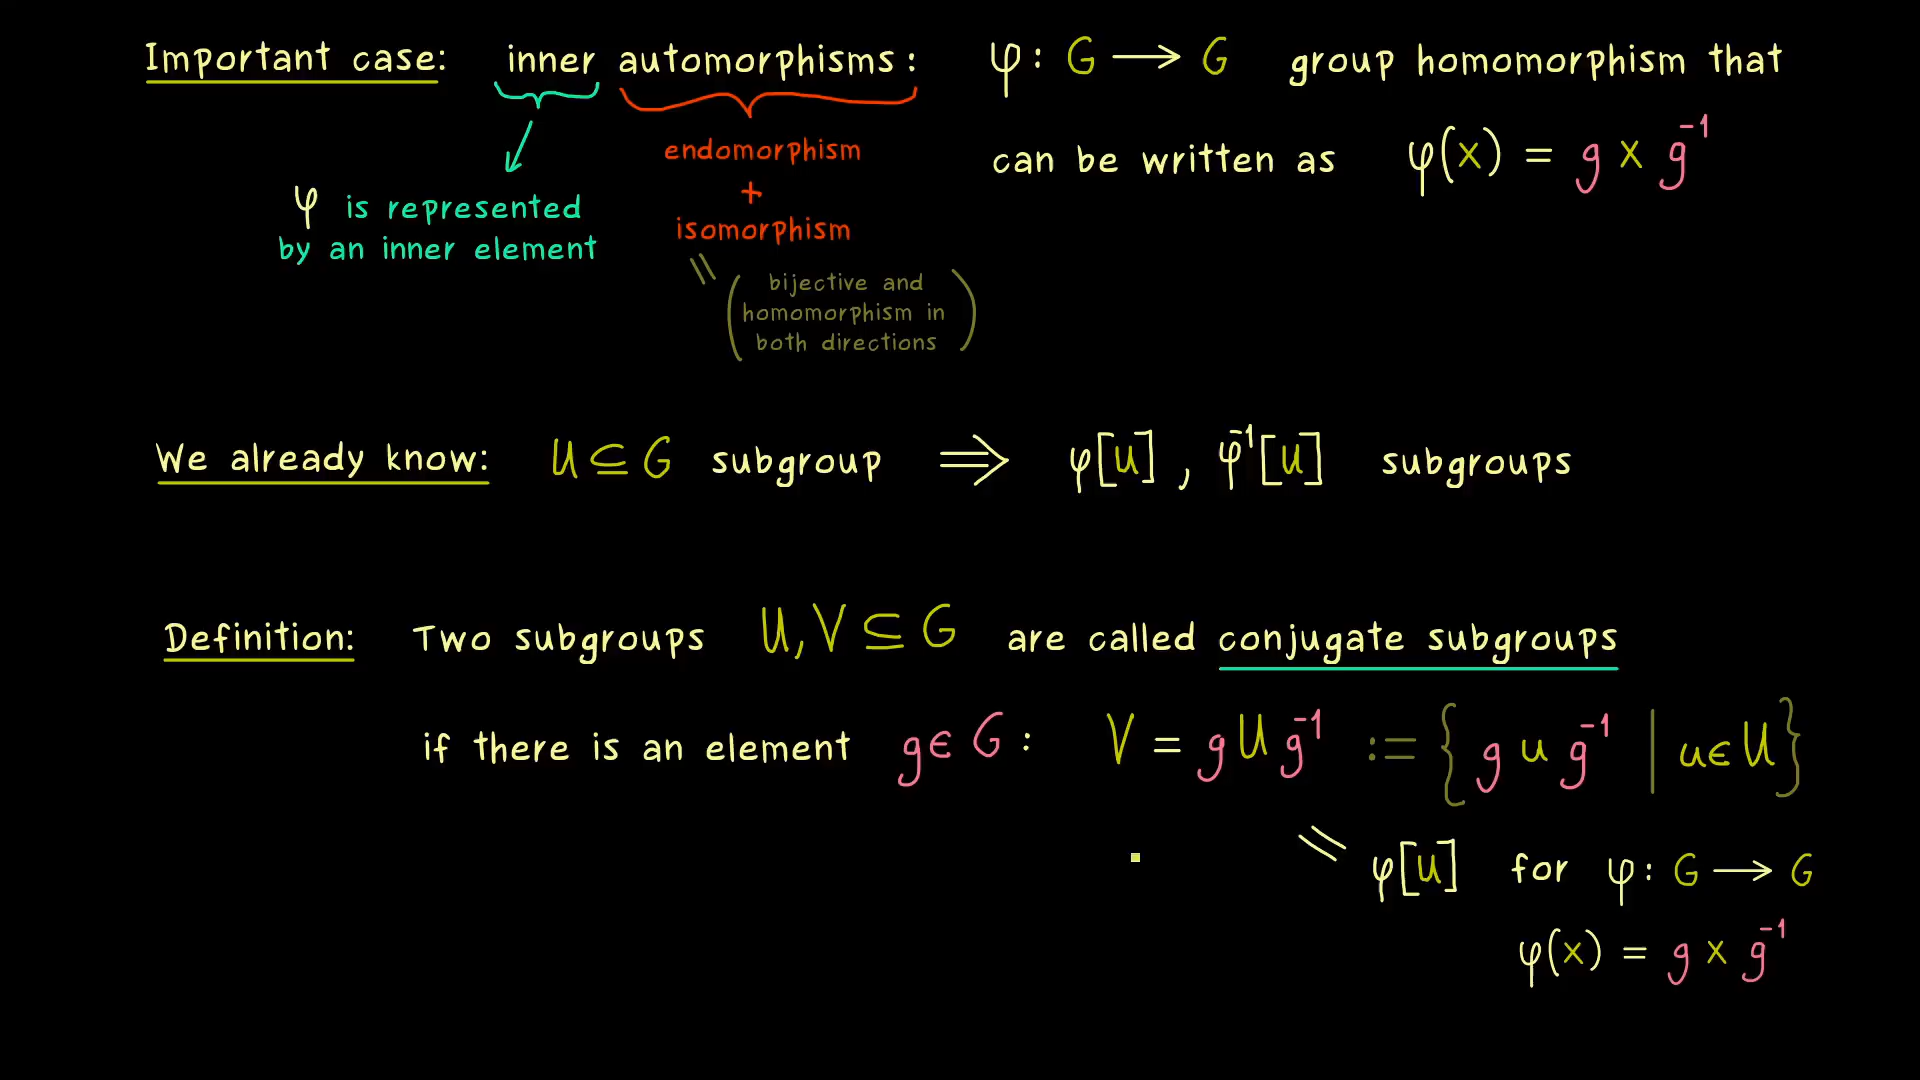 Important case: inner automorphisms: φ: G ⟶ G group homomorphism that
can be written as φ(x) = g x g⁻¹
endomorphism
+
isomorphism
φ is represented
by an inner element
(bijective and
homomorphism in
both directions)
We already know: U ⊆ G subgroup ⟹ φ[U], φ⁻¹[U] subgroups
Definition: Two subgroups U, V ⊆ G are called conjugate subgroups
if there is an element g ∈ G: V = g U g⁻¹ := { g u g⁻¹ | u ∈ U }
= φ[U] for φ: G ⟶ G
φ(x) = g x g⁻¹